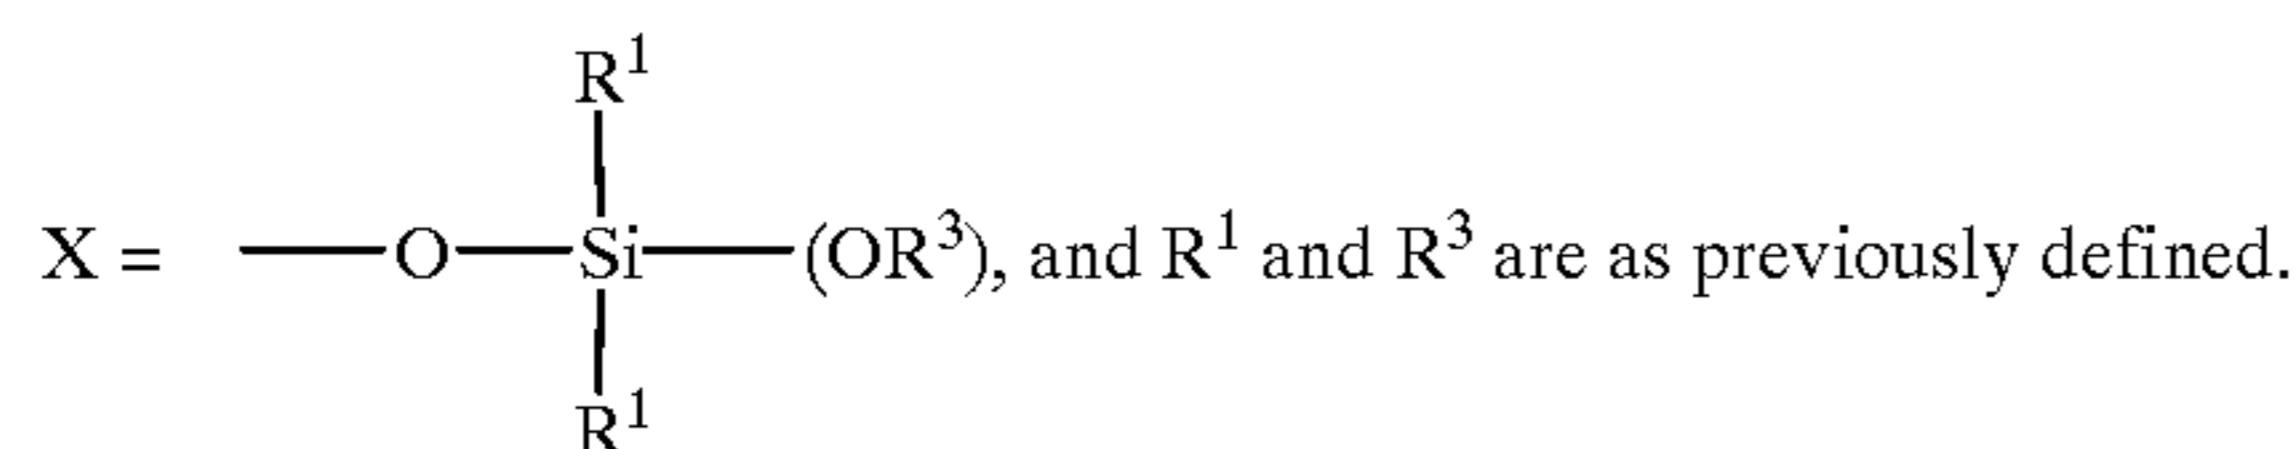 R¹
X = —O—Si—(OR³), and R¹ and R³ are as previously defined.
R¹